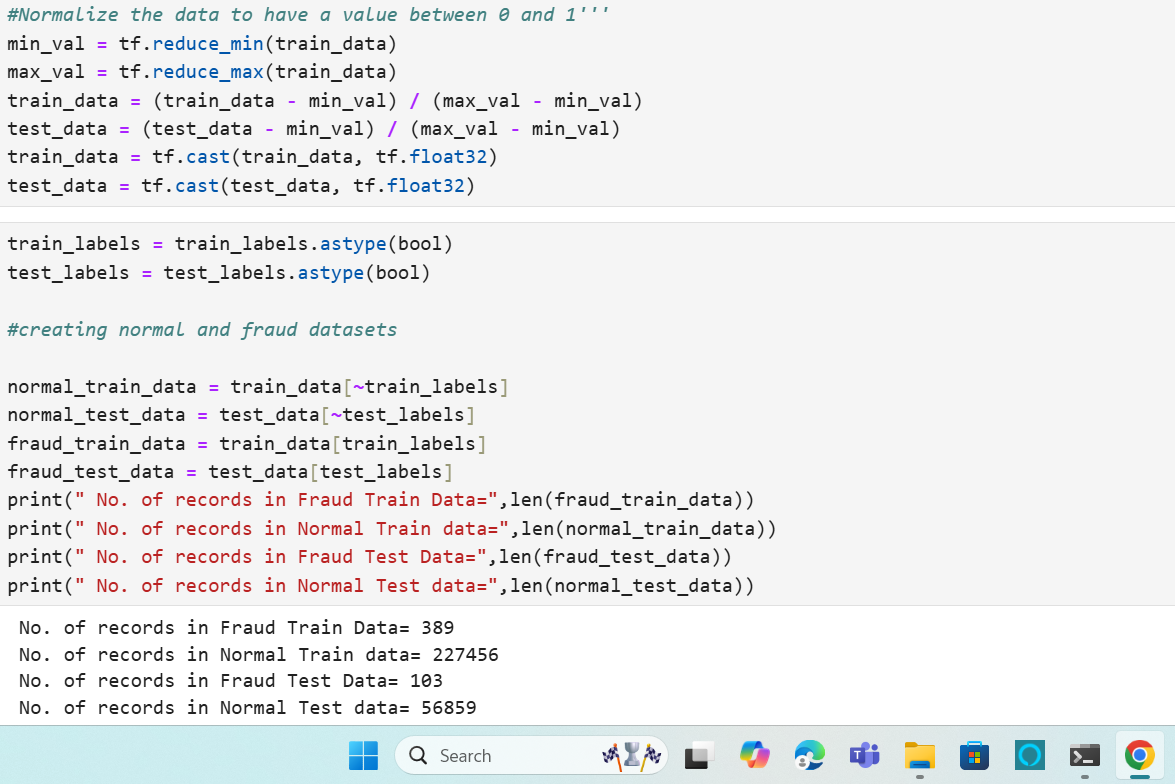 #Normalize the data to have a value between 0 and 1'''
min_val = tf.reduce_min(train_data)
max_val = tf.reduce_max(train_data)
train_data = (train_data - min_val) / (max_val - min_val)
test_data = (test_data - min_val) / (max_val - min_val)
train_data = tf.cast(train_data, tf.float32)
test_data = tf.cast(test_data, tf.float32)
train_labels = train_labels.astype(bool)
test_labels = test_labels.astype(bool)
#creating normal and fraud datasets
normal_train_data = train_data[~train_labels]
normal_test_data = test_data[~test_labels]
fraud_train_data = train_data[train_labels]
fraud_test_data = test_data[test_labels]
print(" No. of records in Fraud Train Data=",len(fraud_train_data))
print(" No. of records in Normal Train data=",len(normal_train_data))
print(" No. of records in Fraud Test Data=",len(fraud_test_data))
print(" No. of records in Normal Test data=",len(normal_test_data))
No. of records in Fraud Train Data= 389
No. of records in Normal Train data= 227456
No. of records in Fraud Test Data= 103
No. of records in Normal Test data= 56859
Search